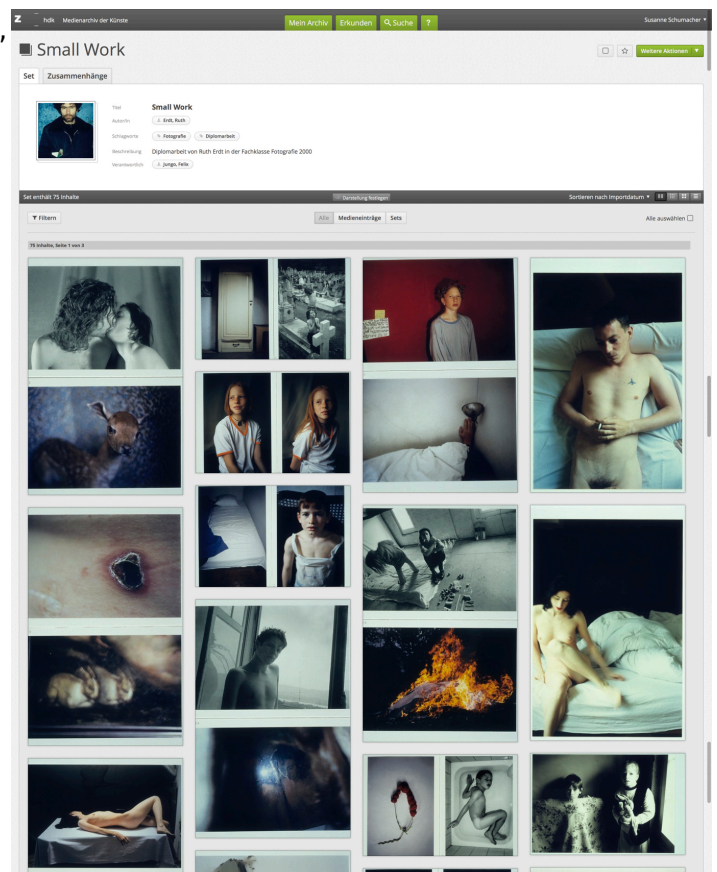 Z hdk Medienarchiv der Künste Mein Archiv Erkunden Suche ? Susanne Schumacher
,
Small Work
Weitere Aktionen
Set Zusammenhänge
Titel Small Work
Autor/in Erdt, Ruth
Schlagworte Fotografie Diplomarbeit
Beschreibung Diplomarbeit von Ruth Erdt in der Fachklasse Fotografie 2000
Verantwortlich Jungo, Felix
Set enthält 75 Inhalte Darstellung festlegen Sortieren nach Importdatum
Filtern Alle Medieneinträge Sets Alle auswählen
75 Inhalte, Seite 1 von 3